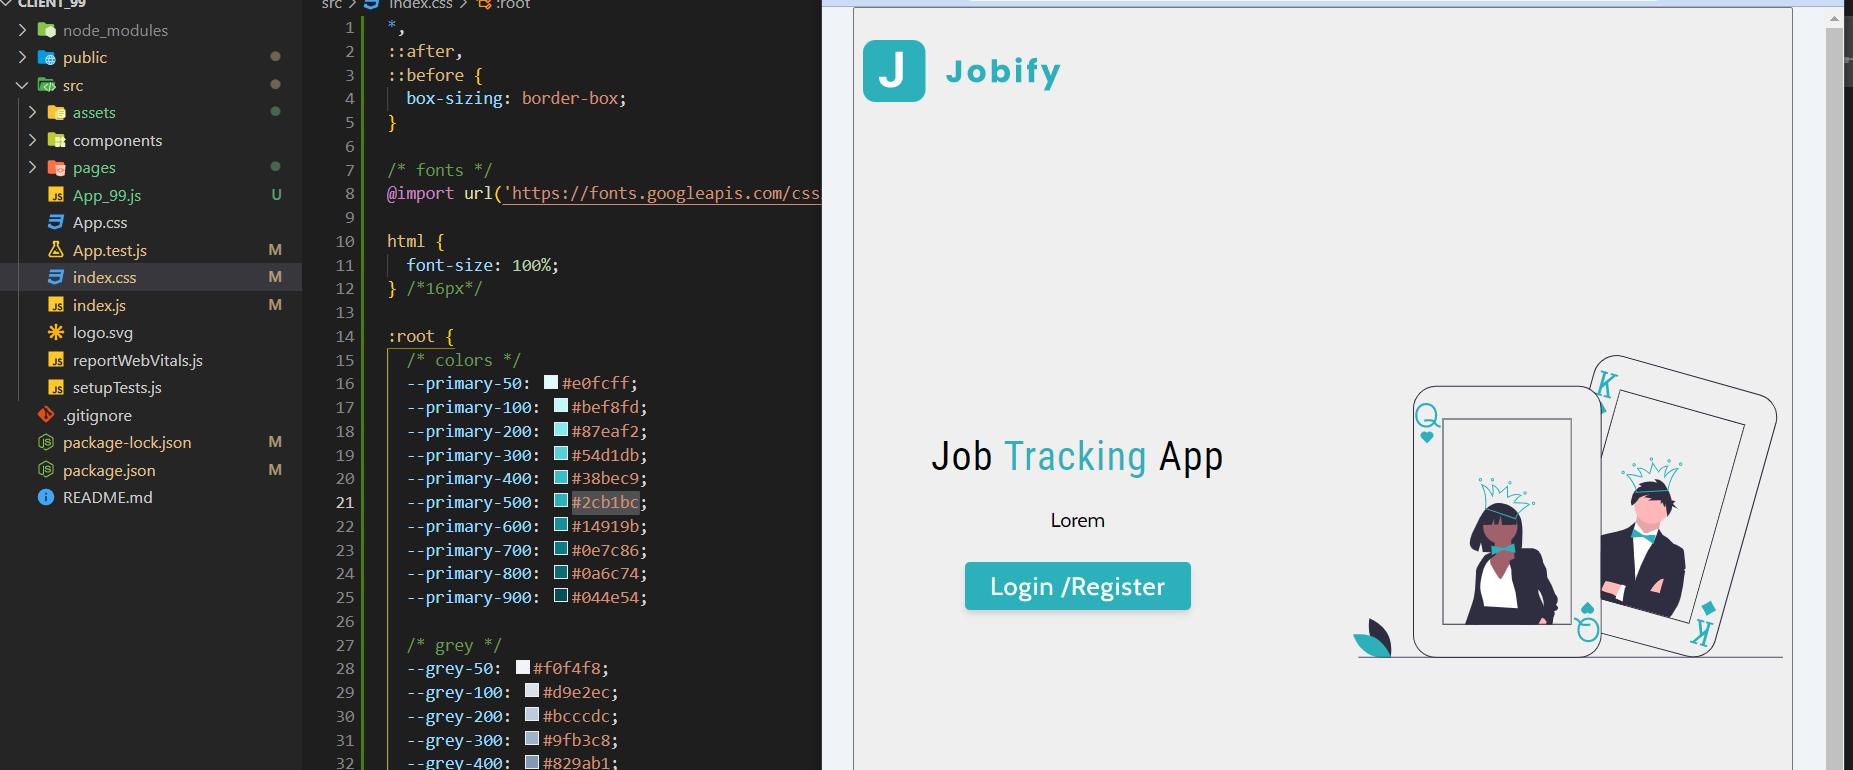 CLIENT_99
node_modules
public
src
assets
components
pages
App_99.js U
App.css
App.test.js M
index.css M
index.js M
logo.svg
reportWebVitals.js
setupTests.js
.gitignore
package-lock.json M
package.json M
README.md
src > index.css > :root
1 *,
2 ::after,
3 ::before {
4 box-sizing: border-box;
5 }
6
7 /* fonts */
8 @import url('https://fonts.googleapis.com/css
9
10 html {
11 font-size: 100%;
12 } /*16px*/
13
14 :root {
15 /* colors */
16 --primary-50: #e0fcff;
17 --primary-100: #bef8fd;
18 --primary-200: #87eaf2;
19 --primary-300: #54d1db;
20 --primary-400: #38bec9;
21 --primary-500: #2cb1bc;
22 --primary-600: #14919b;
23 --primary-700: #0e7c86;
24 --primary-800: #0a6c74;
25 --primary-900: #044e54;
26
27 /* grey */
28 --grey-50: #f0f4f8;
29 --grey-100: #d9e2ec;
30 --grey-200: #bcccdc;
31 --grey-300: #9fb3c8;
32 --grey-400: #829ab1;
J Jobify
Job Tracking App
Lorem
Login /Register
Q
K
Q
K